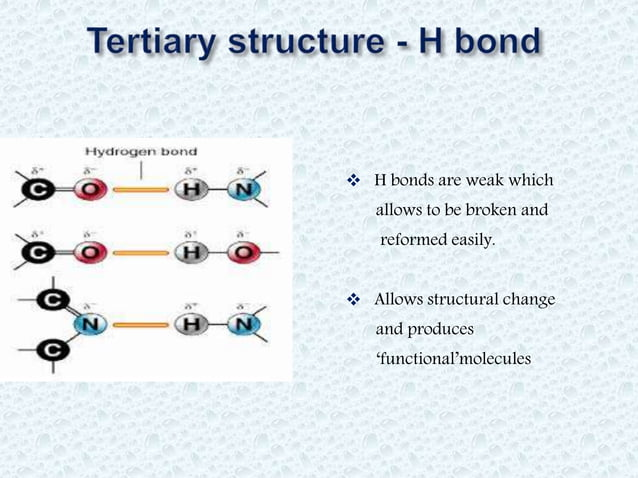 Tertiary structure - H bond
Hydrogen bond
δ+ δ- δ+ δ-
C O H N
δ+ δ- δ+ δ-
C O H O
C
δ- δ+ δ-
N H N
C
❖ H bonds are weak which
allows to be broken and
reformed easily.
❖ Allows structural change
and produces
‘functional’molecules